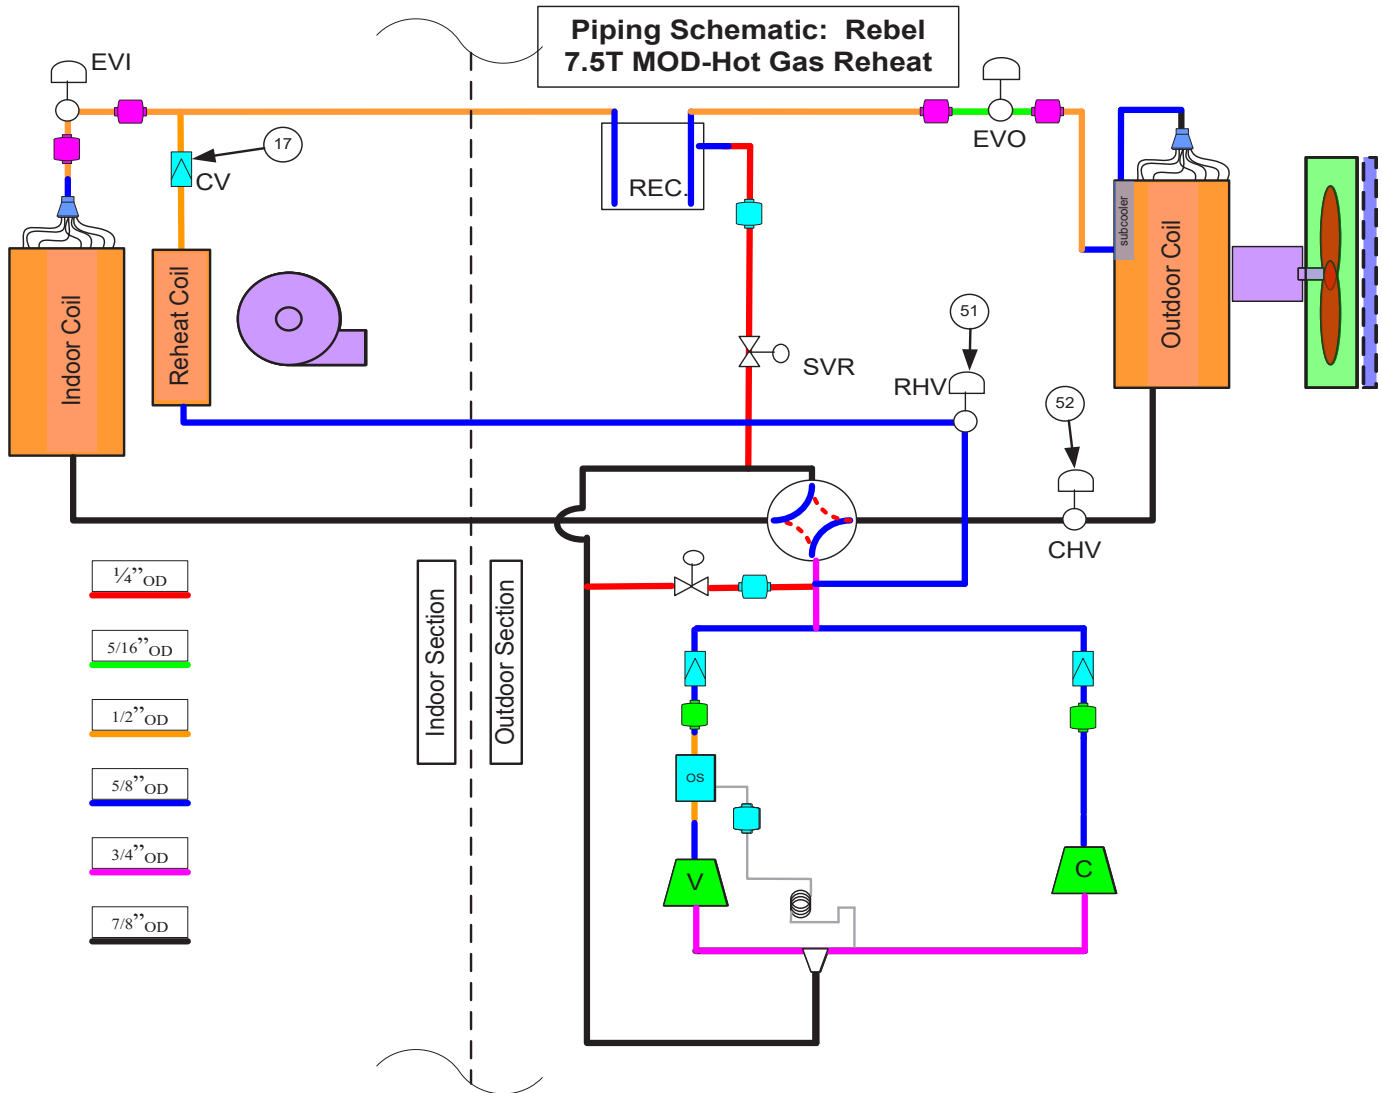 Piping Schematic: Rebel
7.5T MOD-Hot Gas Reheat
EVI
EVO
17
CV
REC.
subcooler
Outdoor Coil
Indoor Coil
Reheat Coil
51
SVR
RHV
52
CHV
Indoor Section
Outdoor Section
1/4”OD
5/16”OD
1/2”OD
5/8”OD
3/4”OD
7/8”OD
OS
V
C